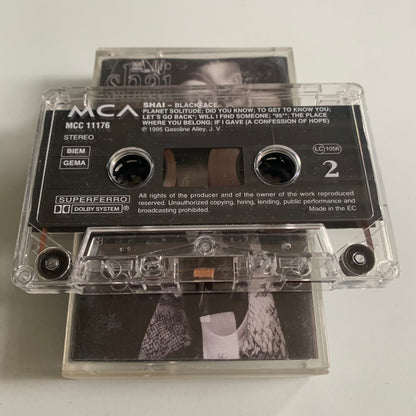 shai
MCA
MCC 11176
STEREO
SHAI – BLACKFACE
PLANET SOLITUDE; DID YOU KNOW; TO GET TO KNOW YOU;
LET'S GO BACK*; WILL I FIND SOMEONE; '95**; THE PLACE
WHERE YOU BELONG; IF I GAVE (A CONFESSION OF HOPE)
℗ 1995 Gasoline Alley, J. V.
BIEM
GEMA
LC 1056
2
SUPERFERRO
DOLBY SYSTEM®
All rights of the producer and of the owner of the work reproduced
reserved. Unauthorized copying, hiring, lending, public performance and
broadcasting prohibited.
Made in the EC